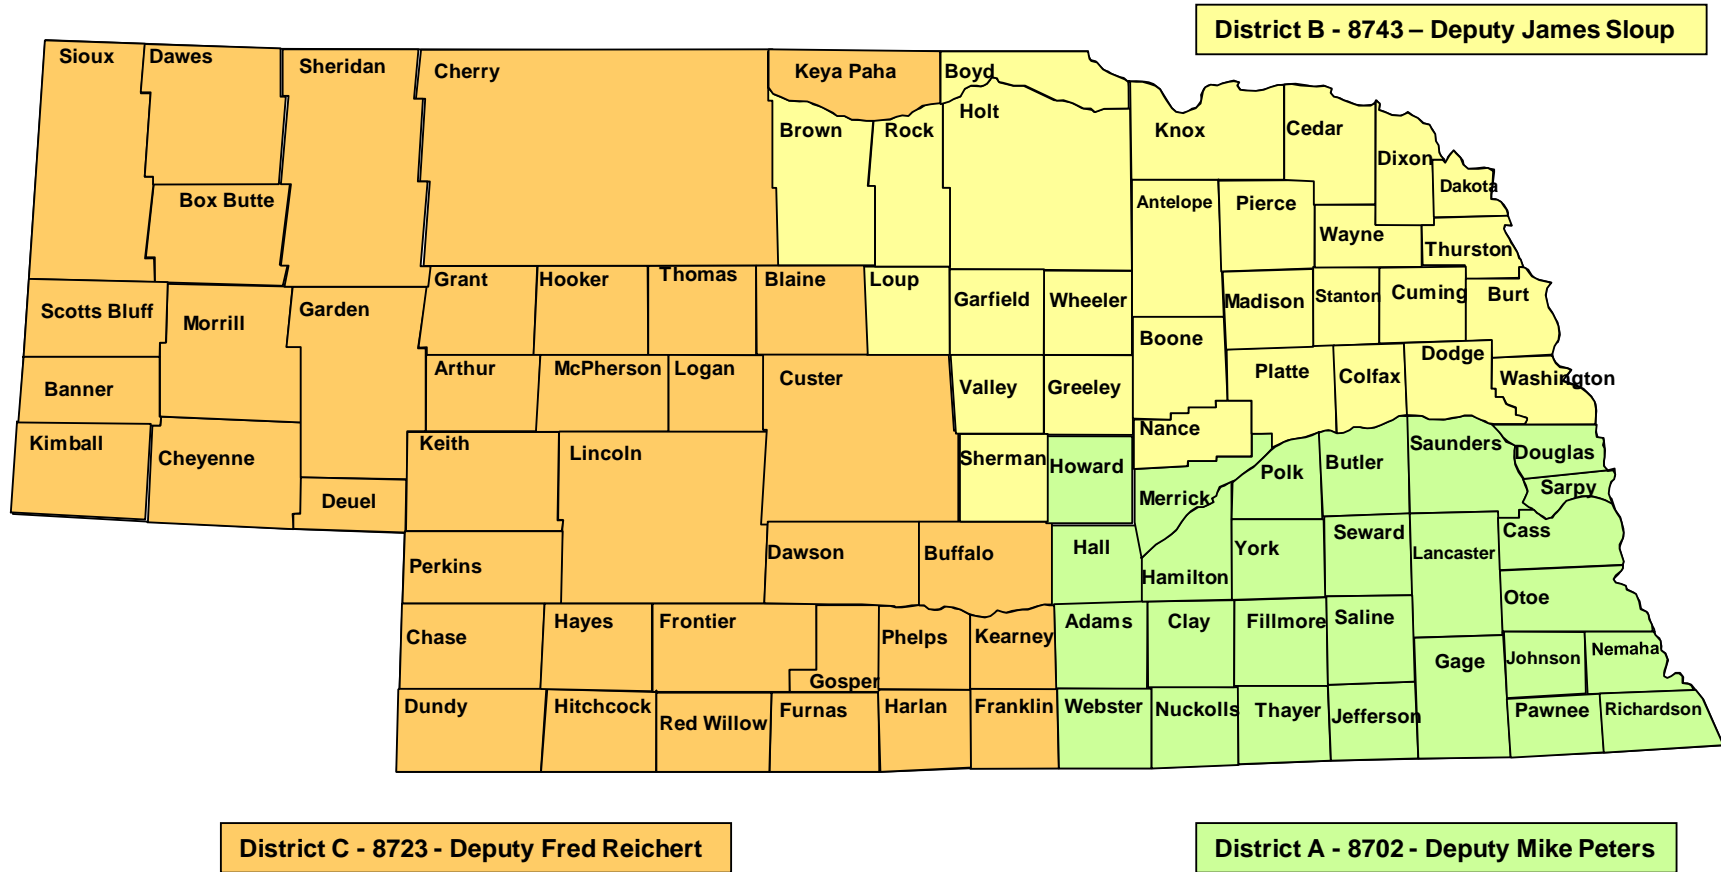 District B - 8743 – Deputy James Sloup
Sioux
Dawes
Sheridan
Cherry
Keya Paha
Boyd
Holt
Brown
Rock
Knox
Cedar
Dixon
Dakota
Box Butte
Antelope
Pierce
Wayne
Thurston
Grant
Hooker
Thomas
Blaine
Loup
Garfield
Wheeler
Madison
Stanton
Cuming
Burt
Scotts Bluff
Morrill
Garden
Boone
Dodge
Banner
Arthur
McPherson
Logan
Custer
Valley
Greeley
Platte
Colfax
Washington
Kimball
Cheyenne
Keith
Lincoln
Nance
Sherman
Howard
Polk
Butler
Saunders
Douglas
Deuel
Merrick
Sarpy
Perkins
Dawson
Buffalo
Hall
Hamilton
York
Seward
Lancaster
Cass
Otoe
Chase
Hayes
Frontier
Gosper
Phelps
Kearney
Adams
Clay
Fillmore
Saline
Gage
Johnson
Nemaha
Dundy
Hitchcock
Red Willow
Furnas
Harlan
Franklin
Webster
Nuckolls
Thayer
Jefferson
Pawnee
Richardson
District C - 8723 - Deputy Fred Reichert
District A - 8702 - Deputy Mike Peters